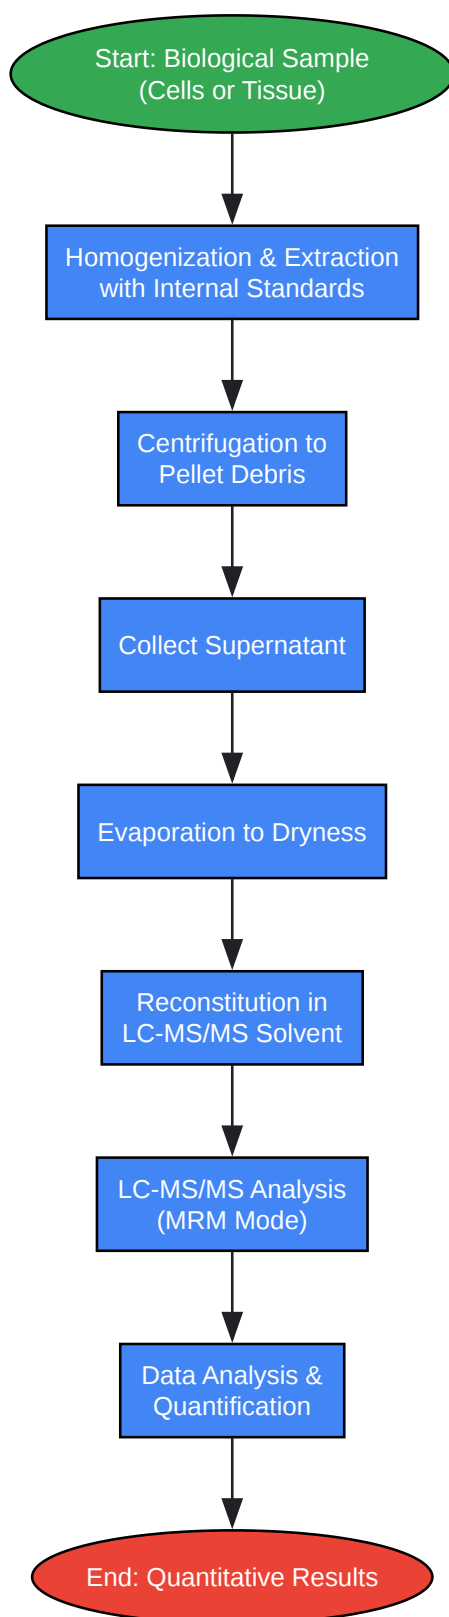 Start: Biological Sample
(Cells or Tissue)
Homogenization & Extraction
with Internal Standards
Centrifugation to
Pellet Debris
Collect Supernatant
Evaporation to Dryness
Reconstitution in
LC-MS/MS Solvent
LC-MS/MS Analysis
(MRM Mode)
Data Analysis &
Quantification
End: Quantitative Results